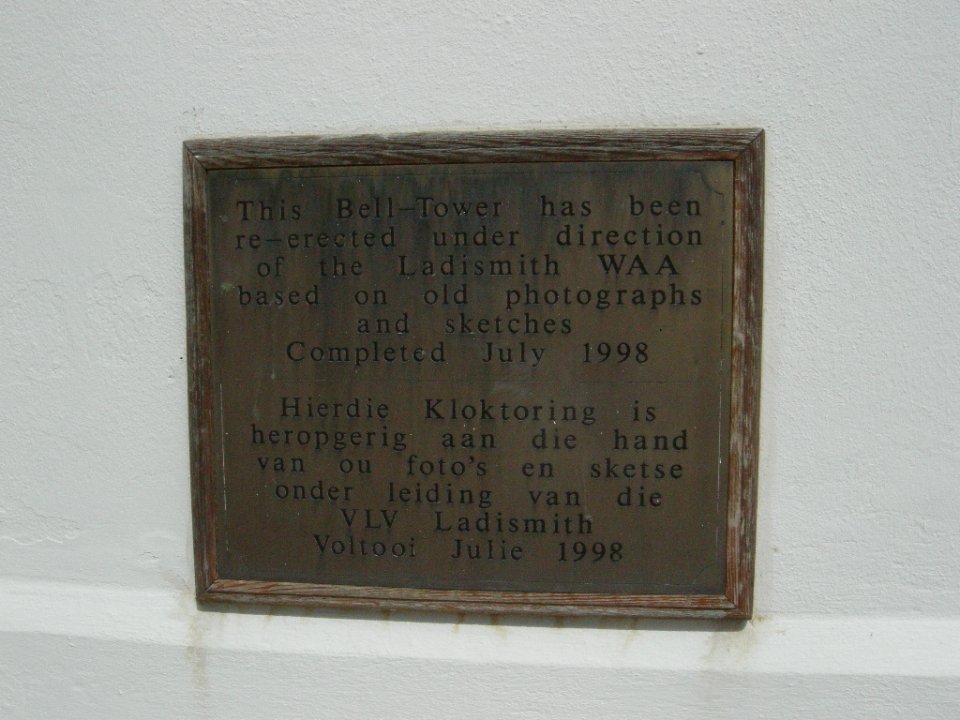 This Bell-Tower has been
re-erected under direction
of the Ladismith WAA
based on old photographs
and sketches
Completed July 1998
Hierdie Kloktoring is
heropgerig aan die hand
van ou foto's en sketse
onder leiding van die
VLV Ladismith
Voltooi Julie 1998